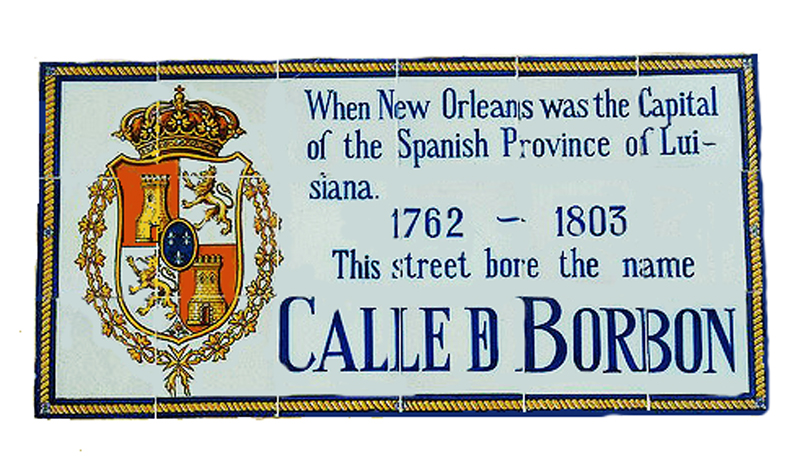 When New Orleans was the Capital
of the Spanish Province of Lui-
siana.
1762 - 1803
This street bore the name
CALLE D BORBON